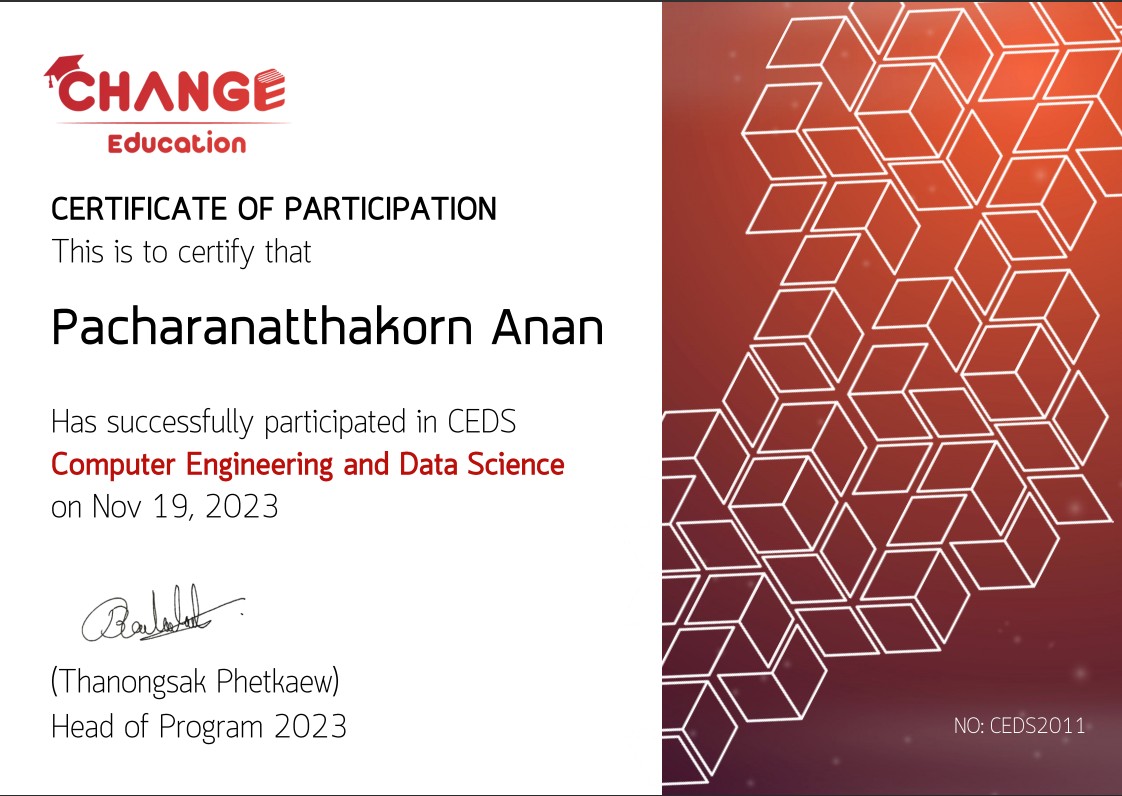 CHANGE
Education
CERTIFICATE OF PARTICIPATION
This is to certify that
Pacharanatthakorn Anan
Has successfully participated in CEDS
Computer Engineering and Data Science
on Nov 19, 2023
(Thanongsak Phetkaew)
Head of Program 2023
NO: CEDS2011